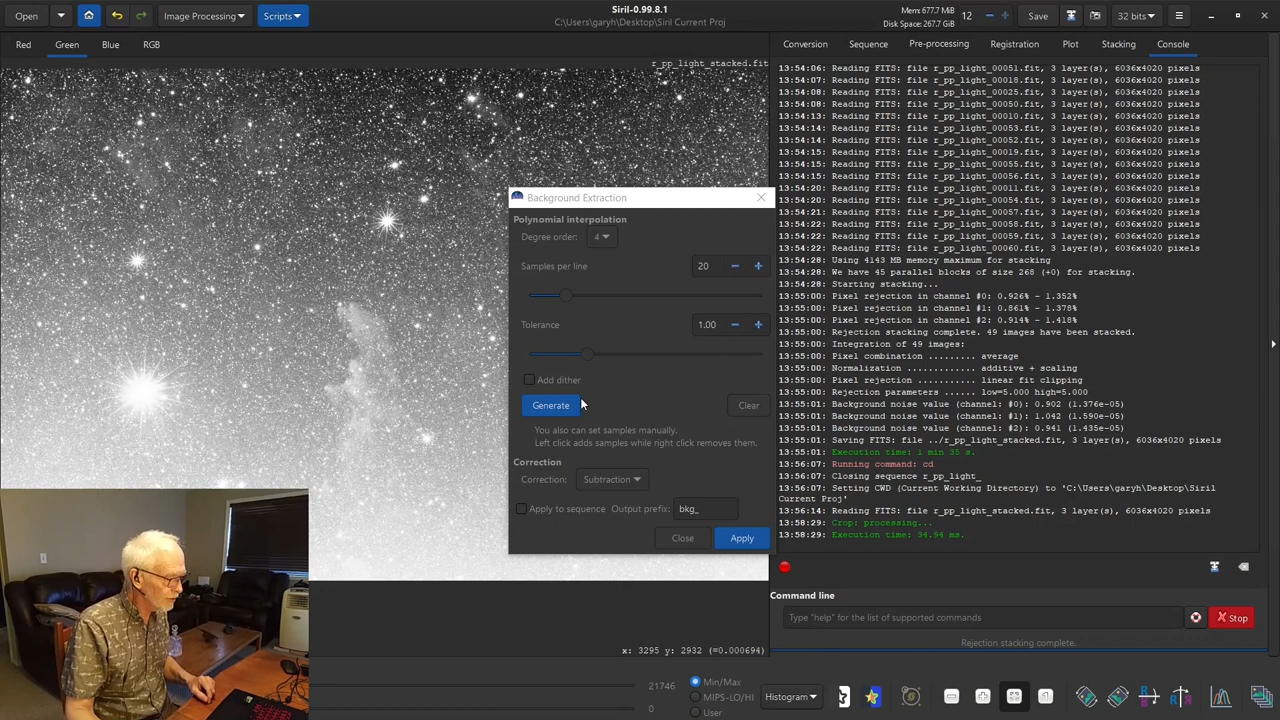 Open
Image Processing
Scripts
Siril-0.99.8.1
C:\Users\garyh\Desktop\Siril Current Proj
Mem: 677.7 MiB
Disk Space: 267.7 GiB
12
Save
32 bits
Red
Green
Blue
RGB
Conversion
Sequence
Pre-processing
Registration
Plot
Stacking
Console
r_pp_light_stacked.fit
Background Extraction
Polynomial interpolation
Degree order:
4
Samples per line
20
Tolerance
1.00
Add dither
Generate
Clear
You also can set samples manually.
Left click adds samples while right click removes them.
Correction
Correction:
Subtraction
Apply to sequence
Output prefix:
bkg_
Close
Apply
13:54:06: Reading FITS: file r_pp_light_00051.fit, 3 layer(s), 6036x4020 pixels
13:54:07: Reading FITS: file r_pp_light_00018.fit, 3 layer(s), 6036x4020 pixels
13:54:08: Reading FITS: file r_pp_light_00025.fit, 3 layer(s), 6036x4020 pixels
13:54:08: Reading FITS: file r_pp_light_00050.fit, 3 layer(s), 6036x4020 pixels
13:54:13: Reading FITS: file r_pp_light_00010.fit, 3 layer(s), 6036x4020 pixels
13:54:14: Reading FITS: file r_pp_light_00053.fit, 3 layer(s), 6036x4020 pixels
13:54:14: Reading FITS: file r_pp_light_00052.fit, 3 layer(s), 6036x4020 pixels
13:54:15: Reading FITS: file r_pp_light_00019.fit, 3 layer(s), 6036x4020 pixels
13:54:15: Reading FITS: file r_pp_light_00055.fit, 3 layer(s), 6036x4020 pixels
13:54:15: Reading FITS: file r_pp_light_00056.fit, 3 layer(s), 6036x4020 pixels
13:54:20: Reading FITS: file r_pp_light_00011.fit, 3 layer(s), 6036x4020 pixels
13:54:20: Reading FITS: file r_pp_light_00054.fit, 3 layer(s), 6036x4020 pixels
13:54:21: Reading FITS: file r_pp_light_00057.fit, 3 layer(s), 6036x4020 pixels
13:54:22: Reading FITS: file r_pp_light_00058.fit, 3 layer(s), 6036x4020 pixels
13:54:22: Reading FITS: file r_pp_light_00059.fit, 3 layer(s), 6036x4020 pixels
13:54:28: Reading FITS: file r_pp_light_00060.fit, 3 layer(s), 6036x4020 pixels
13:54:28: Using 4143 MB memory maximum for stacking
13:54:28: We have 45 parallel blocks of size 268 (+0) for stacking.
13:54:28: Starting stacking...
13:55:00: Pixel rejection in channel #0: 0.926% - 1.352%
13:55:00: Pixel rejection in channel #1: 0.861% - 1.378%
13:55:00: Pixel rejection in channel #2: 0.914% - 1.418%
13:55:00: Rejection stacking complete. 49 images have been stacked.
13:55:00: Integration of 49 images:
13:55:00: Pixel combination ......... average
13:55:00: Normalization ............. additive + scaling
13:55:00: Pixel rejection ........... linear fit clipping
13:55:00: Rejection parameters ...... low=5.000 high=5.000
13:55:01: Background noise value (channel: #0): 0.902 (1.376e-05)
13:55:01: Background noise value (channel: #1): 1.042 (1.590e-05)
13:55:01: Background noise value (channel: #2): 0.941 (1.435e-05)
13:55:01: Saving FITS: file ../r_pp_light_stacked.fit, 3 layer(s), 6036x4020 pixels
13:55:01: Execution time: 1 min 35 s.
13:56:07: Running command: cd
13:56:07: Closing sequence r_pp_light_
13:56:07: Setting CWD (Current Working Directory) to 'C:\Users\garyh\Desktop\Siril
Current Proj'
13:56:14: Reading FITS: file r_pp_light_stacked.fit, 3 layer(s), 6036x4020 pixels
13:58:29: Crop: processing...
13:58:29: Execution time: 34.94 ms.
Command line
Type "help" for the list of supported commands
Stop
Rejection stacking complete.
x: 3295 y: 2932 (=0.000694)
21746
0
Min/Max
MIPS-LO/HI
User
Histogram
1